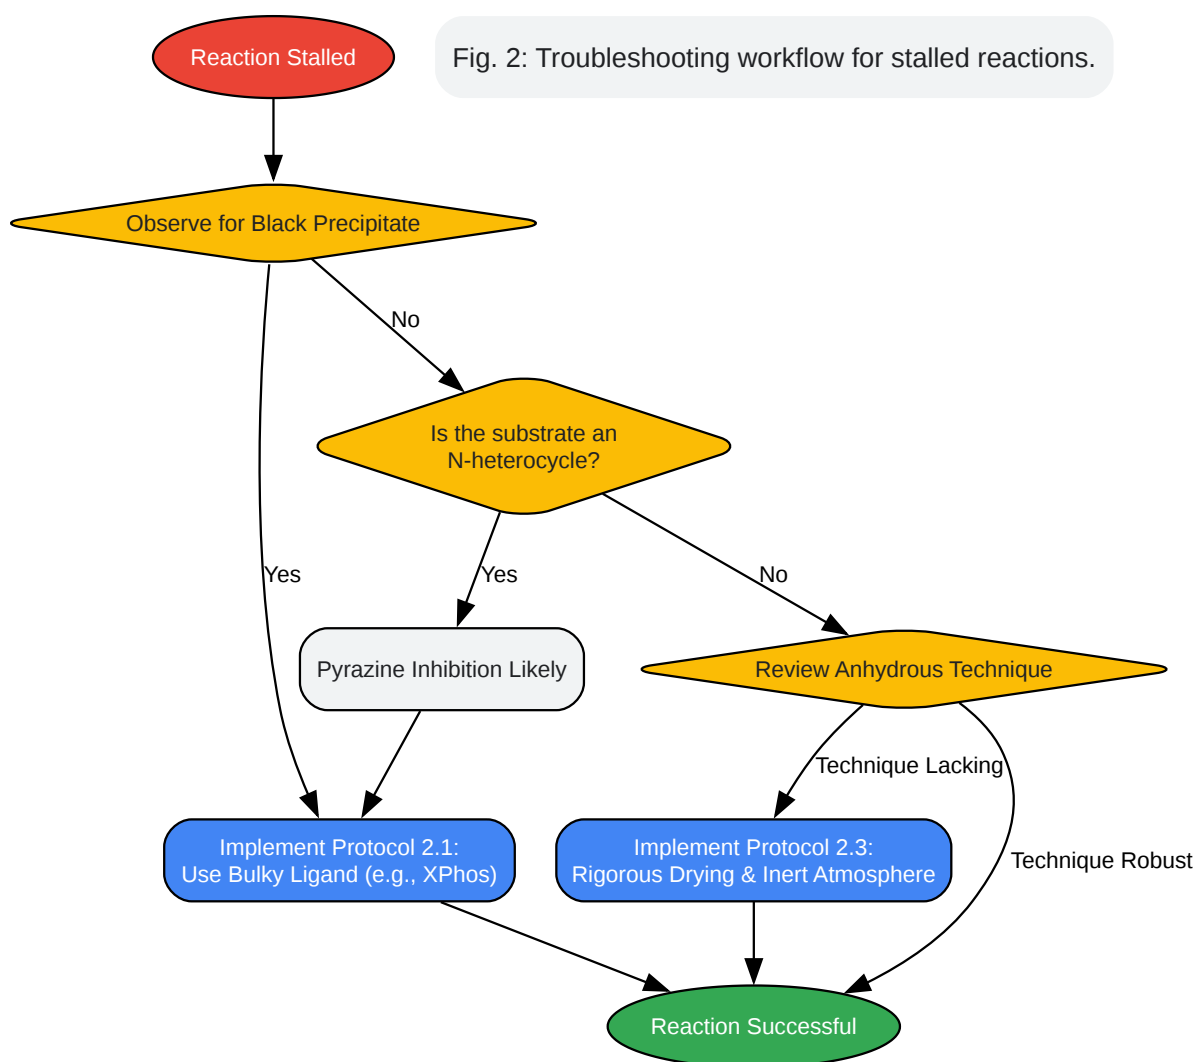 Reaction Stalled
Fig. 2: Troubleshooting workflow for stalled reactions.
Observe for Black Precipitate
No
Is the substrate an
N-heterocycle?
Yes
Yes
No
Pyrazine Inhibition Likely
Review Anhydrous Technique
Technique Lacking
Implement Protocol 2.1:
Use Bulky Ligand (e.g., XPhos)
Implement Protocol 2.3:
Rigorous Drying & Inert Atmosphere
Technique Robust
Reaction Successful